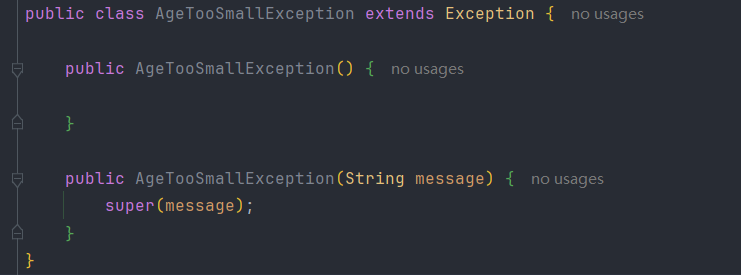 public class AgeTooSmallException extends Exception { no usages
public AgeTooSmallException() { no usages
}
public AgeTooSmallException(String message) { no usages
super(message);
}
}